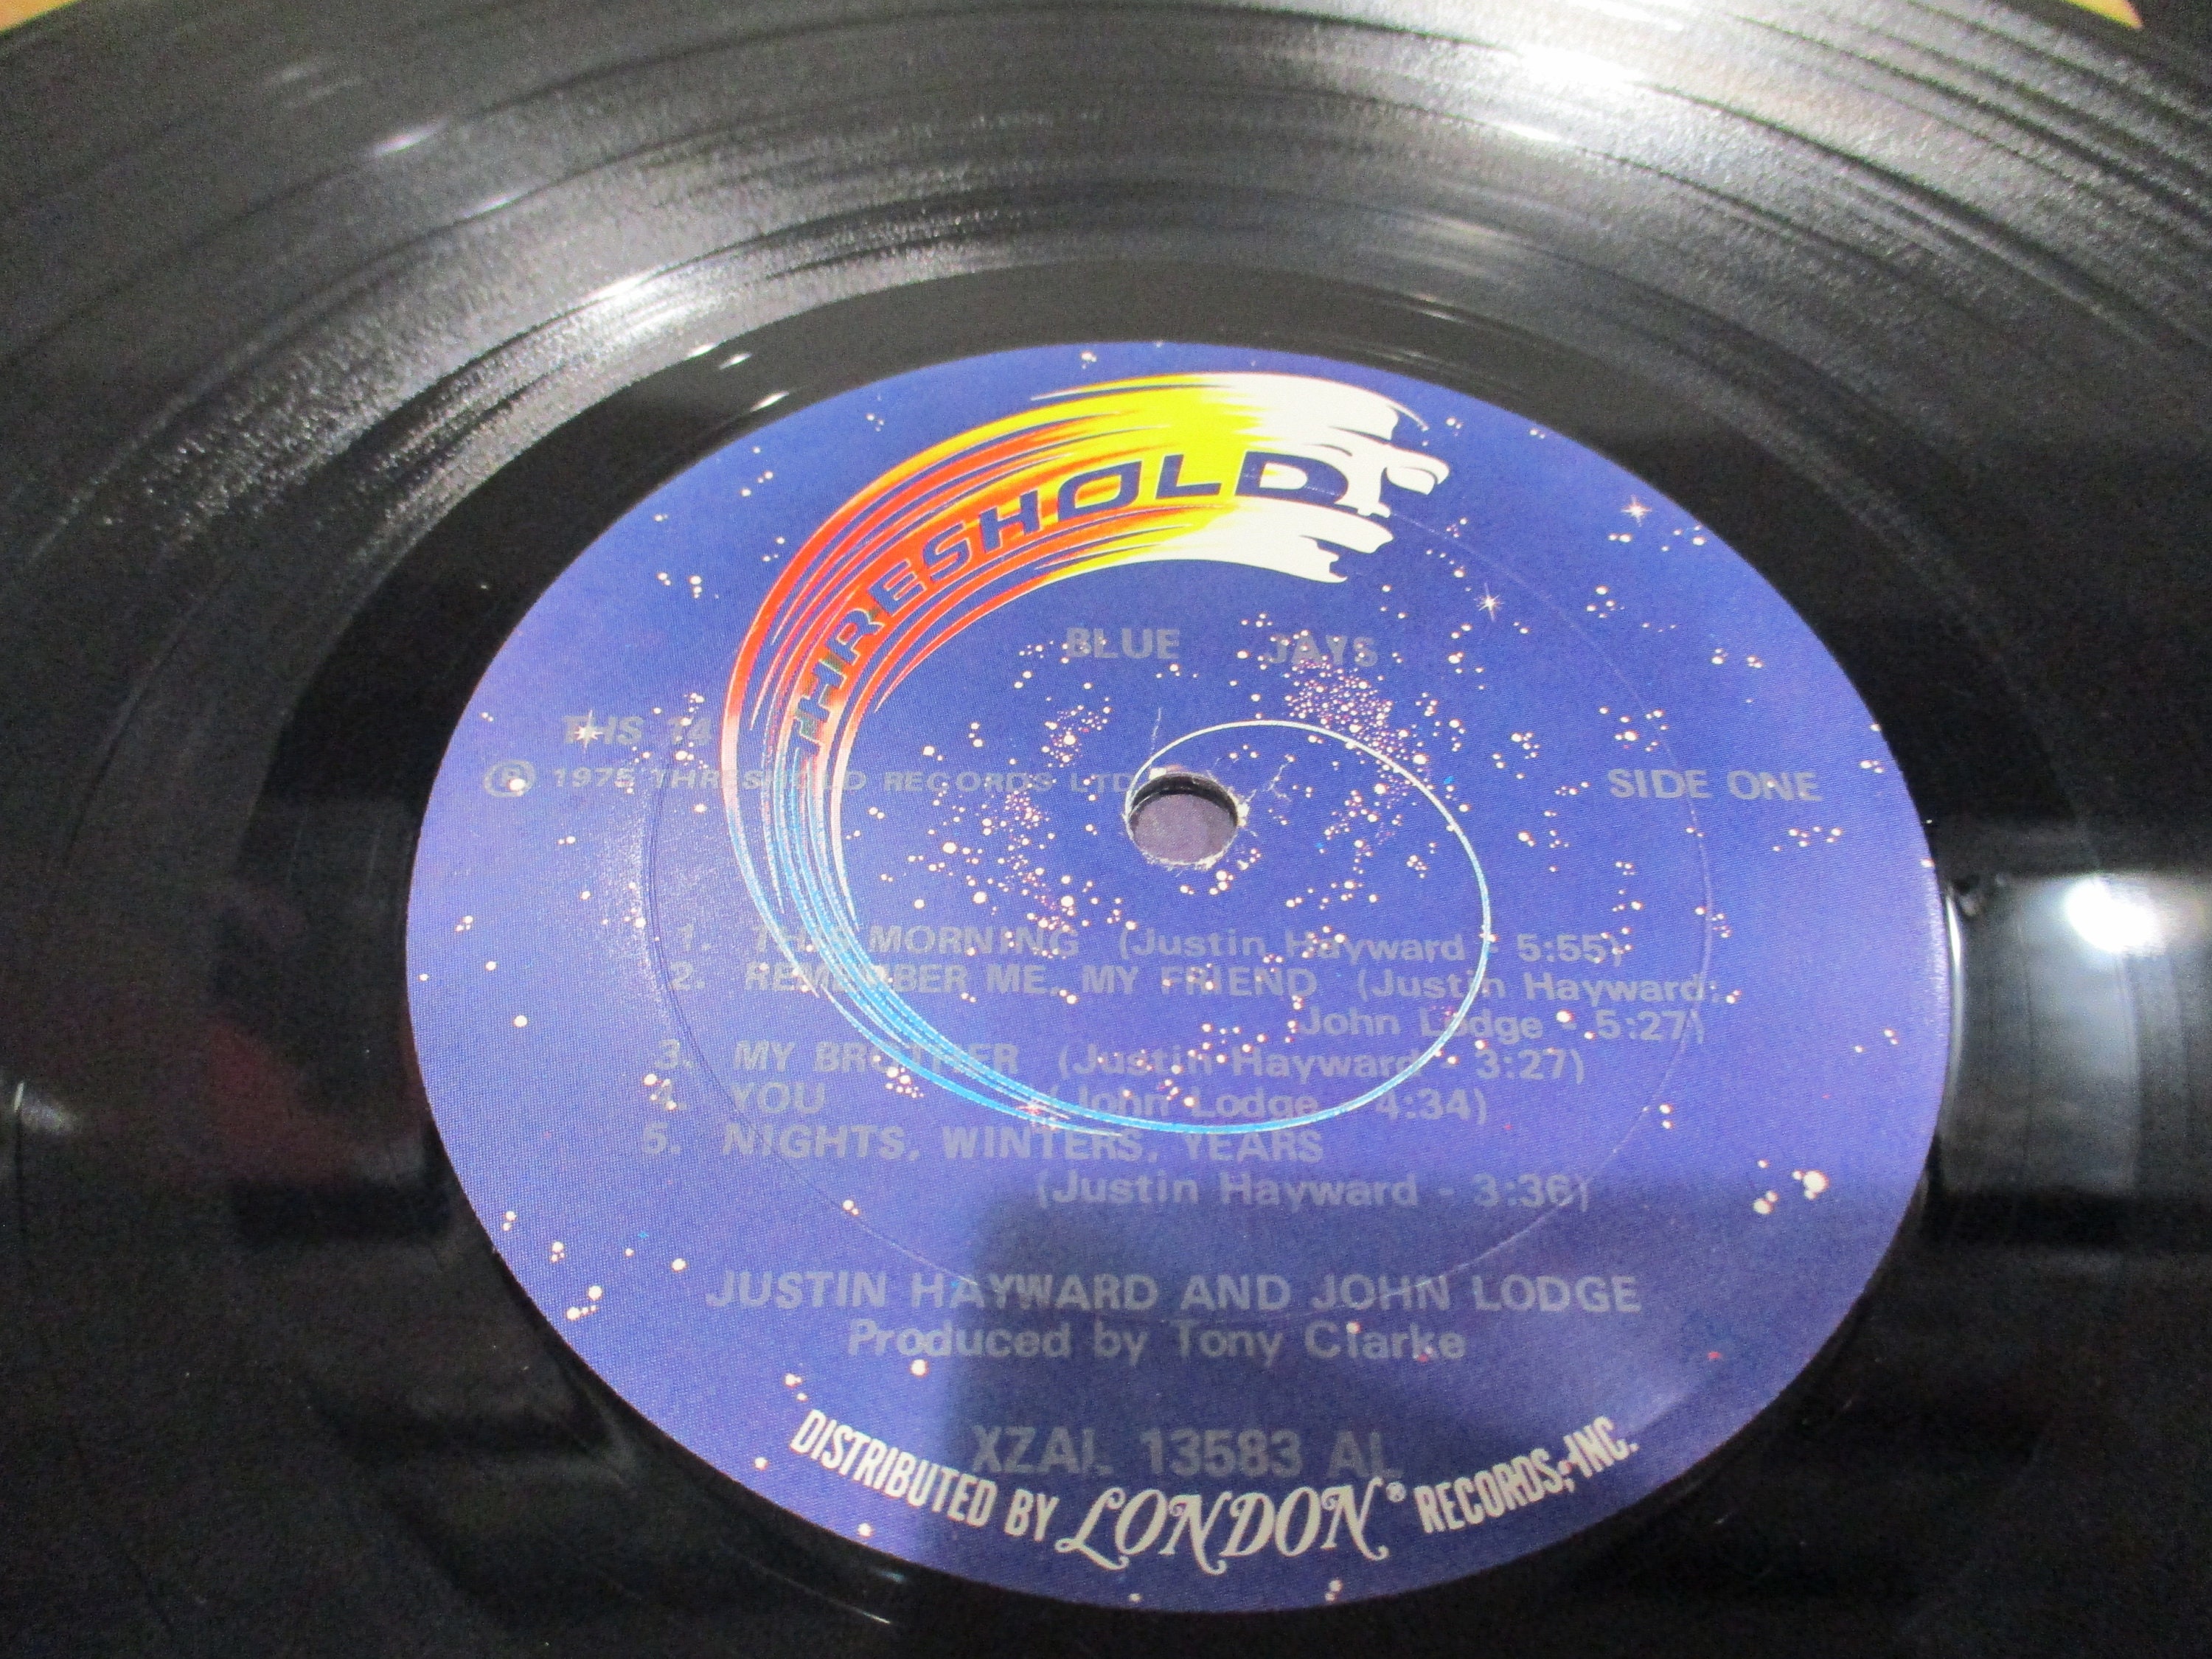 THRESHOLD
BLUE JAYS
THS 14
Ⓟ 1975 THRESHOLD RECORDS LTD
SIDE ONE
1. THIS MORNING (Justin Hayward - 5:55)
2. REMEMBER ME, MY FRIEND (Justin Hayward;
John Lodge - 5:27)
3. MY BROTHER (Justin Hayward - 3:27)
4. YOU (John Lodge - 4:34)
5. NIGHTS, WINTERS, YEARS
(Justin Hayward - 3:36)
JUSTIN HAYWARD AND JOHN LODGE
Produced by Tony Clarke
XZAL 13583 AL
DISTRIBUTED BY LONDON® RECORDS, INC.